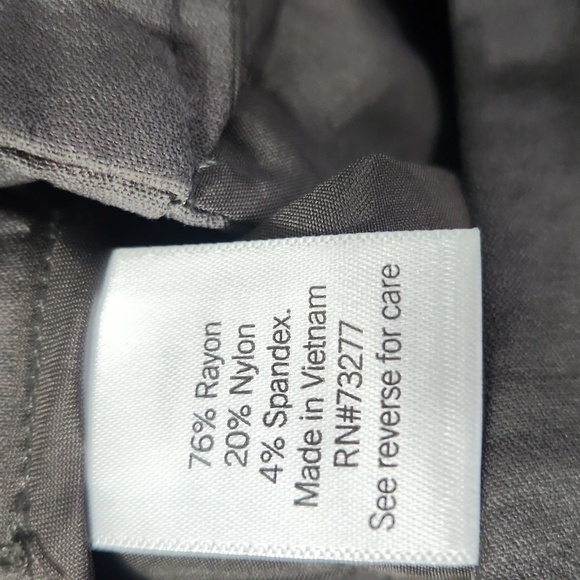 76% Rayon
20% Nylon
4% Spandex.
Made in Vietnam
RN#73277
See reverse for care